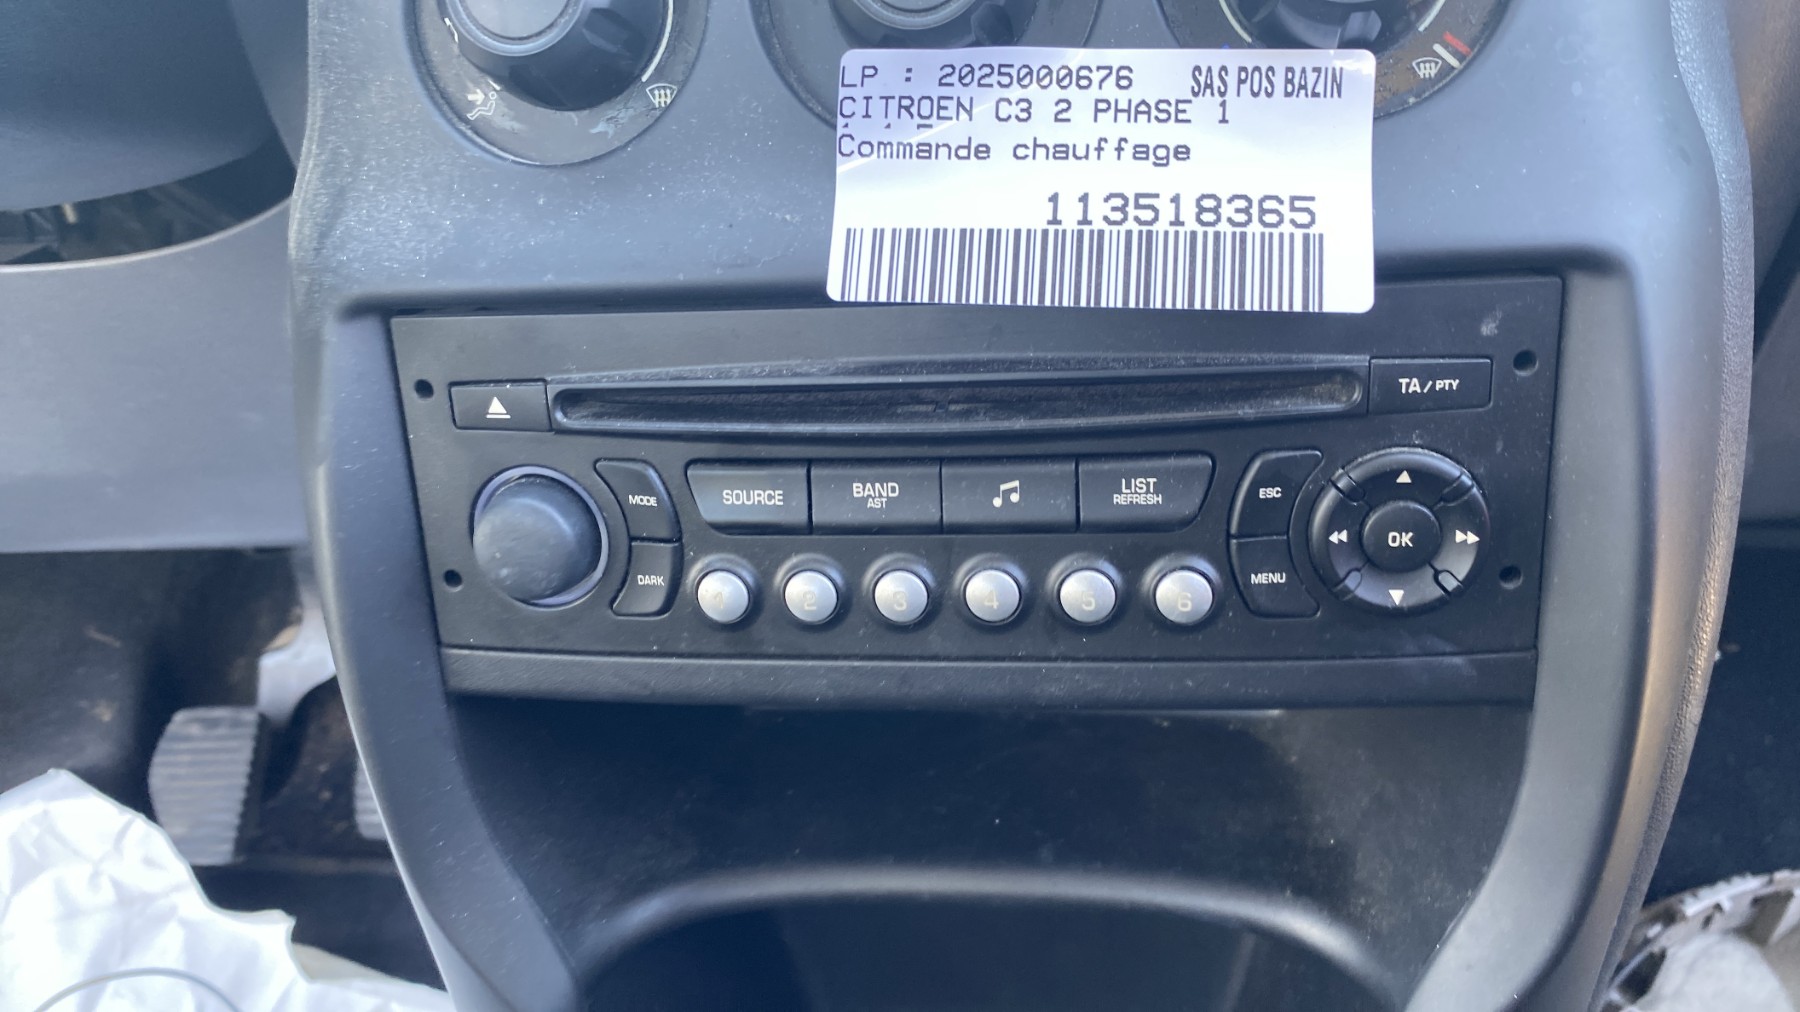 LP : 2025000676 SAS POS BAZIN
CITROEN C3 2 PHASE 1
Commande chauffage
113518365
TA/PTY
MODE
SOURCE
BAND
AST
LIST
REFRESH
ESC
OK
DARK
1 2 3 4 5 6
MENU